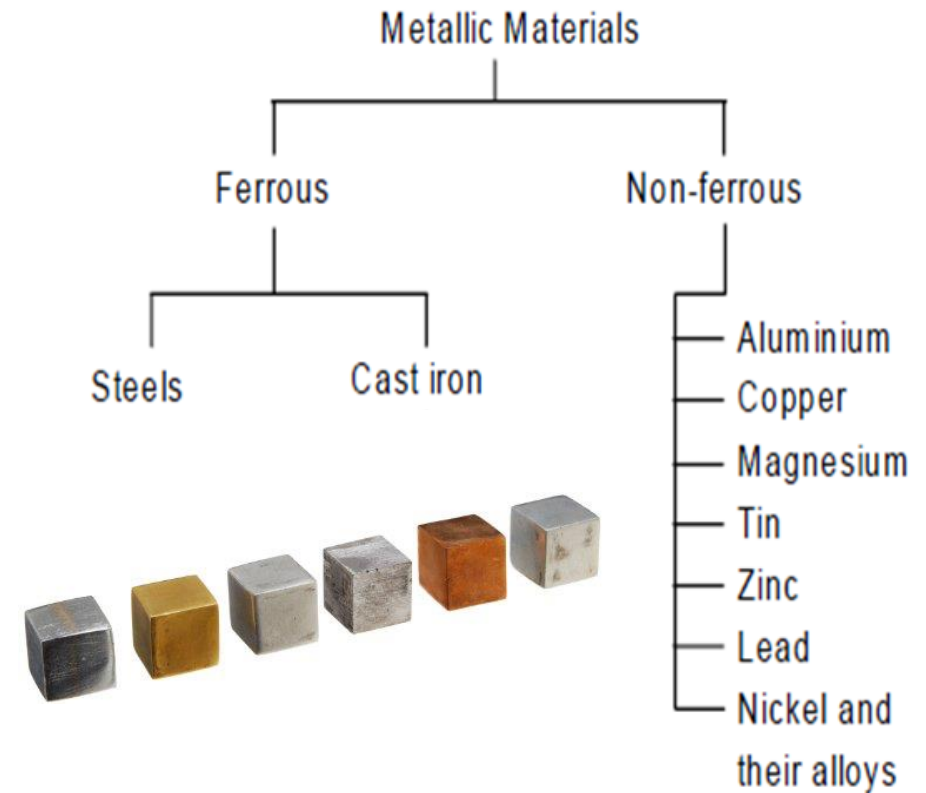 Metallic Materials
Ferrous
Non-ferrous
Steels
Cast iron
Aluminium
Copper
Magnesium
Tin
Zinc
Lead
Nickel and
their alloys